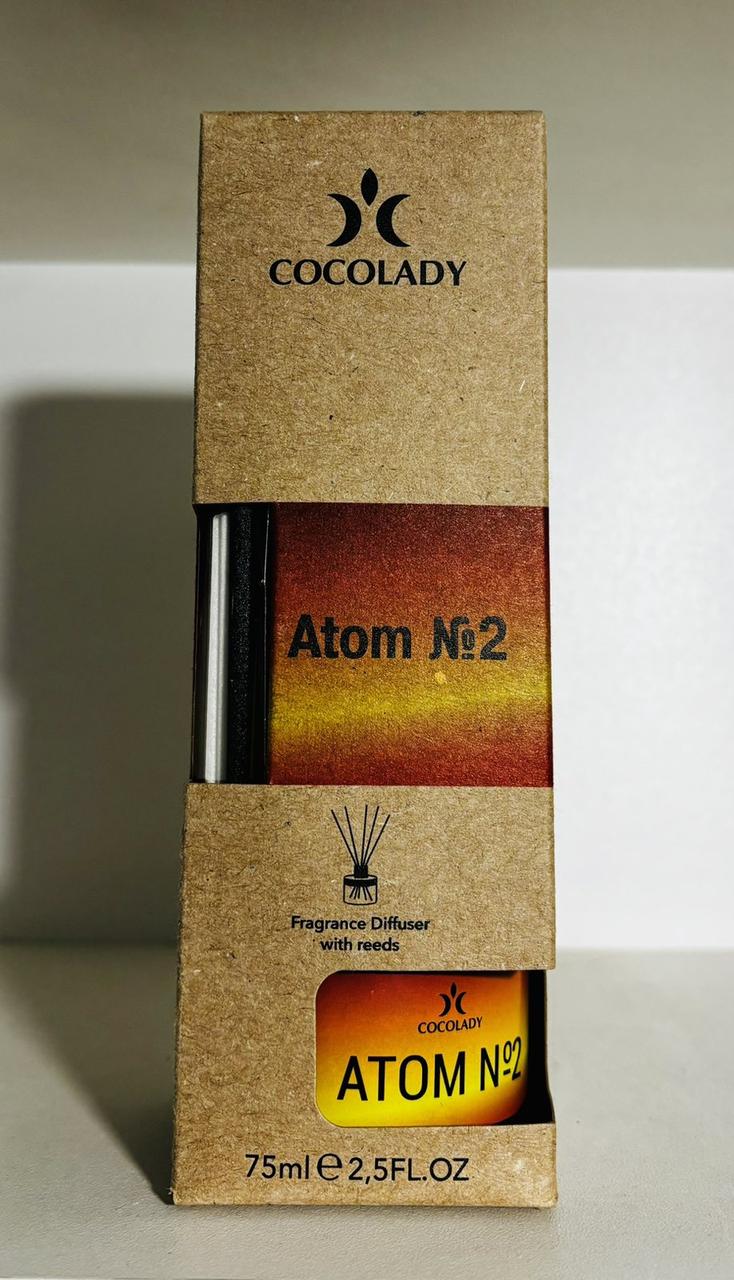 COCOLADY
Atom №2
Fragrance Diffuser
with reeds
COCOLADY
ATOM Nº2
75ml ℮ 2,5FL.OZ